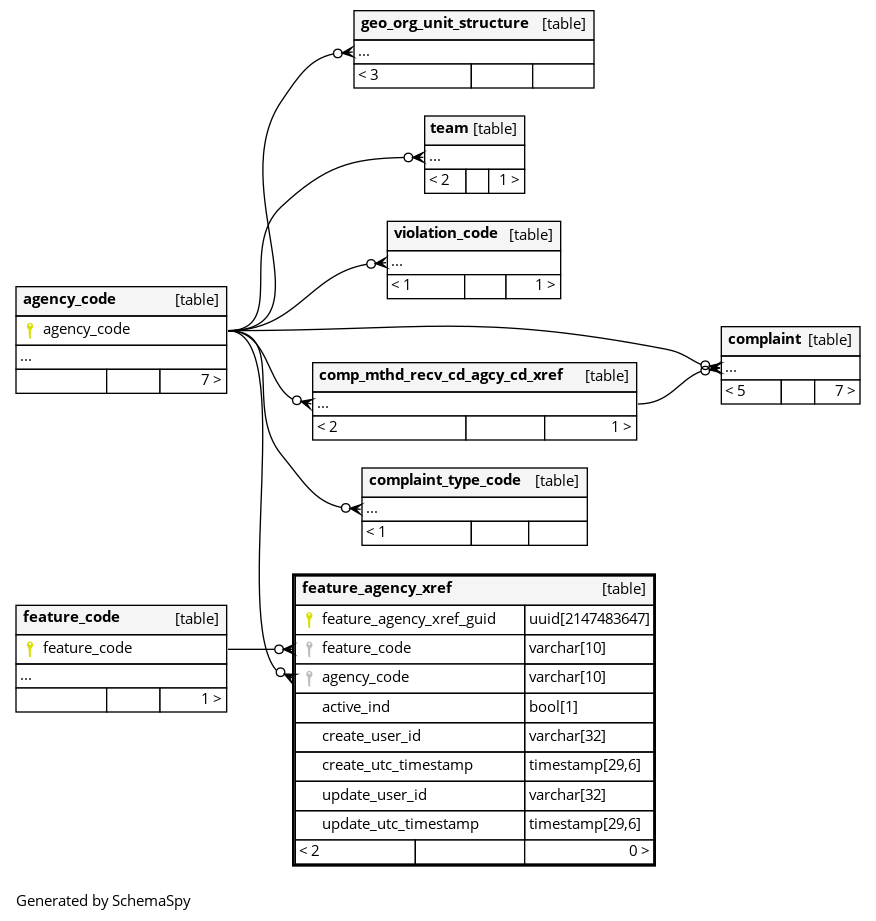 geo_org_unit_structure [table]
...
< 3
team [table]
...
< 2 1 >
violation_code [table]
...
< 1 1 >
agency_code [table]
agency_code
...
7 >
complaint [table]
...
< 5 7 >
comp_mthd_recv_cd_agcy_cd_xref [table]
...
< 2 1 >
complaint_type_code [table]
...
< 1
feature_code [table]
feature_code
...
1 >
feature_agency_xref [table]
feature_agency_xref_guid uuid[2147483647]
feature_code varchar[10]
agency_code varchar[10]
active_ind bool[1]
create_user_id varchar[32]
create_utc_timestamp timestamp[29,6]
update_user_id varchar[32]
update_utc_timestamp timestamp[29,6]
< 2 0 >
Generated by SchemaSpy